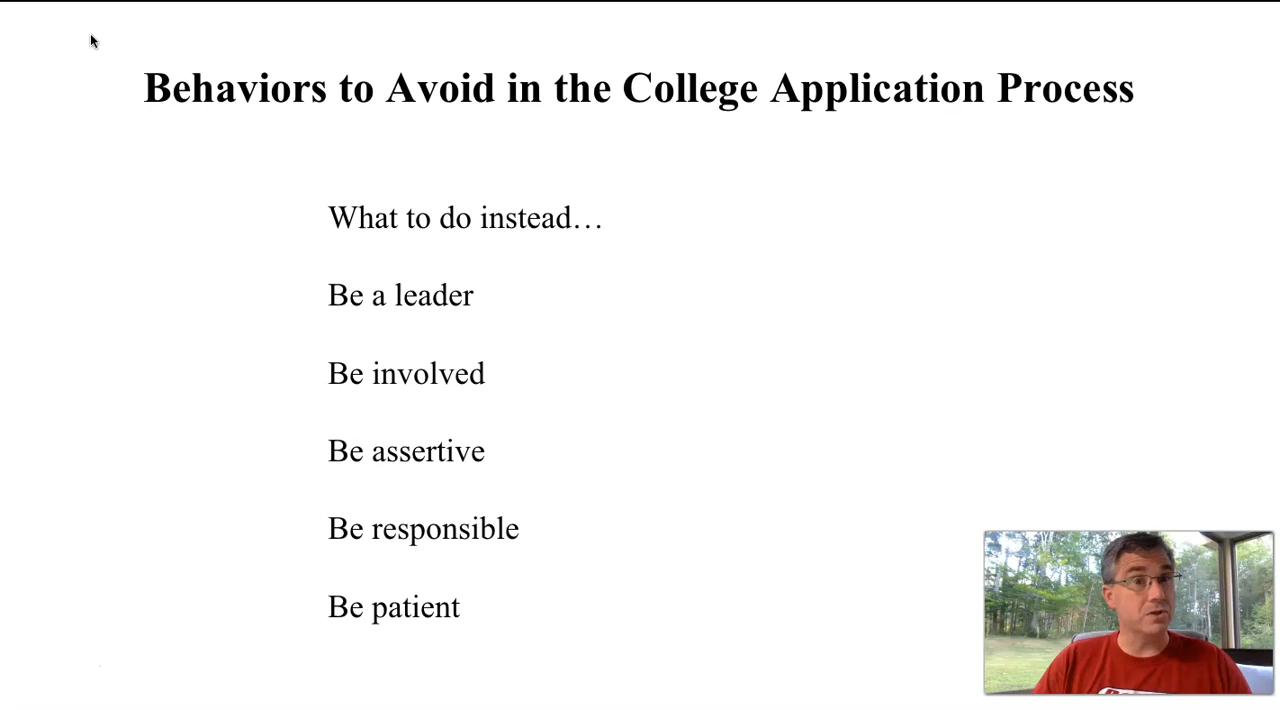 Behaviors to Avoid in the College Application Process
What to do instead…
Be a leader
Be involved
Be assertive
Be responsible
Be patient